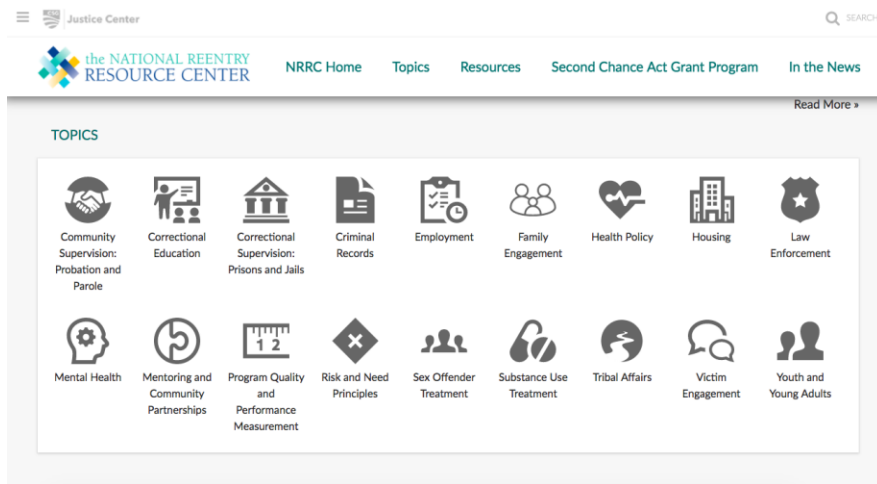 CSG Justice Center
SEARCH
the NATIONAL REENTRY
RESOURCE CENTER
NRRC Home
Topics
Resources
Second Chance Act Grant Program
In the News
Read More »
TOPICS
Community
Supervision:
Probation and
Parole
Correctional
Education
Correctional
Supervision:
Prisons and Jails
Criminal
Records
Employment
Family
Engagement
Health Policy
Housing
Law
Enforcement
Mental Health
Mentoring and
Community
Partnerships
1 2
Program Quality
and
Performance
Measurement
Risk and Need
Principles
Sex Offender
Treatment
Substance Use
Treatment
Tribal Affairs
Victim
Engagement
Youth and
Young Adults